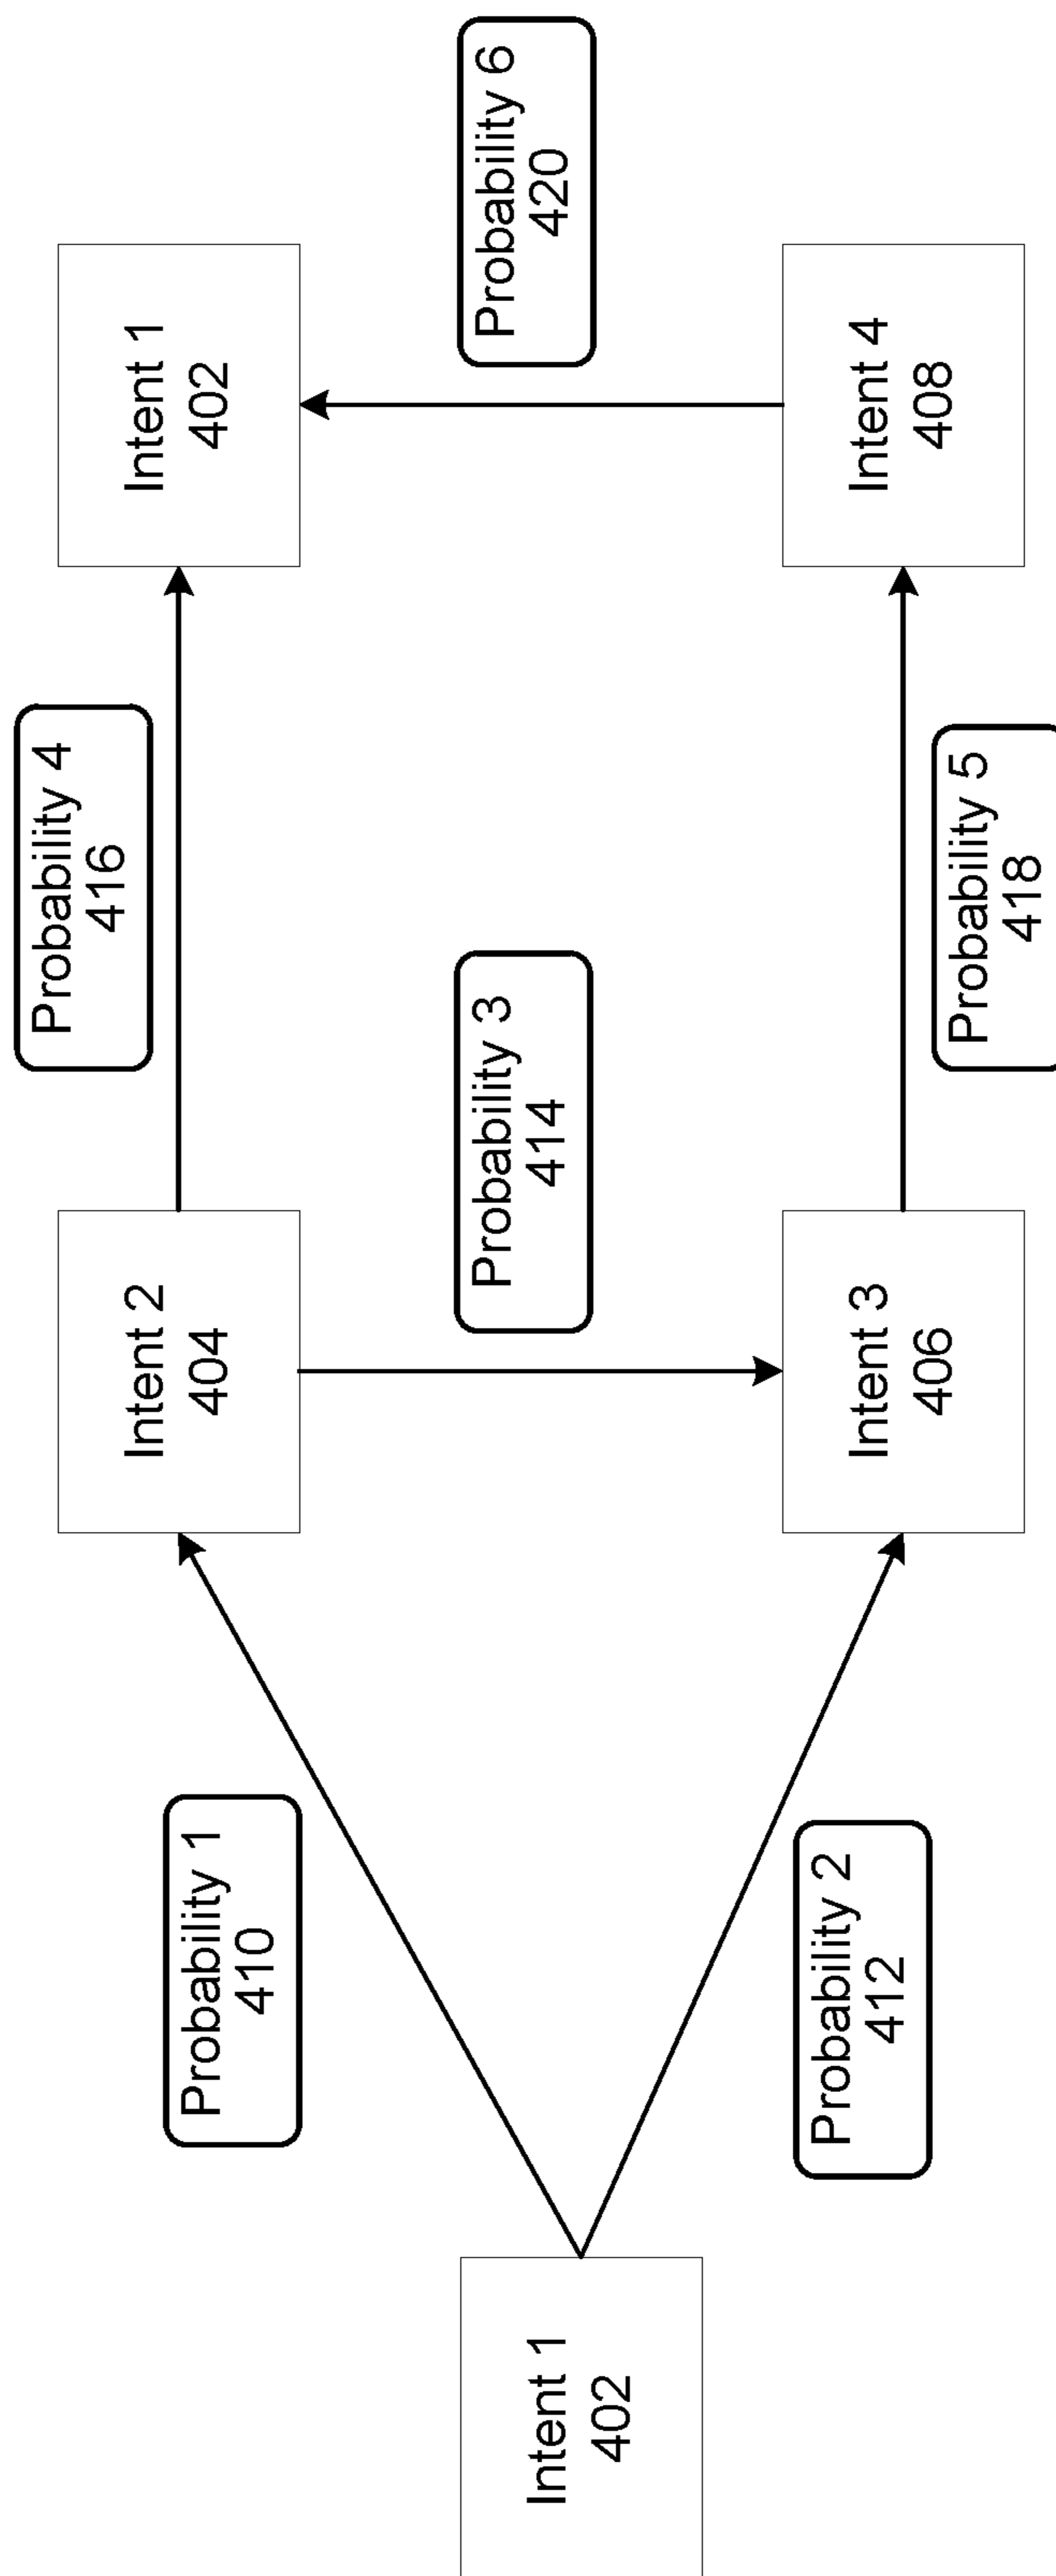 Intent 1
402
Probability 1
410
Probability 2
412
Intent 2
404
Probability 3
414
Intent 3
406
Probability 4
416
Probability 5
418
Intent 1
402
Probability 6
420
Intent 4
408